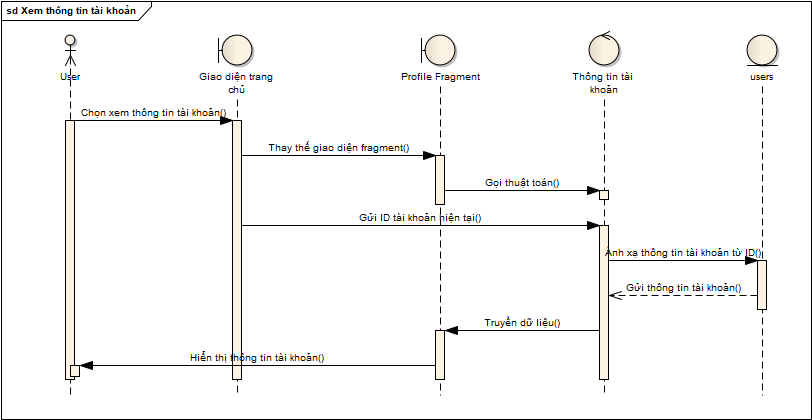 sd Xem thông tin tài khoản
User
Giao diện trang
chủ
Profile Fragment
Thông tin tài
khoản
users
Chọn xem thông tin tài khoản()
Thay thế giao diện fragment()
Gọi thuật toán()
Gửi ID tài khoản hiện tại()
Ánh xạ thông tin tài khoản từ ID()
Gửi thông tin tài khoản()
Truyền dữ liệu()
Hiển thị thông tin tài khoản()